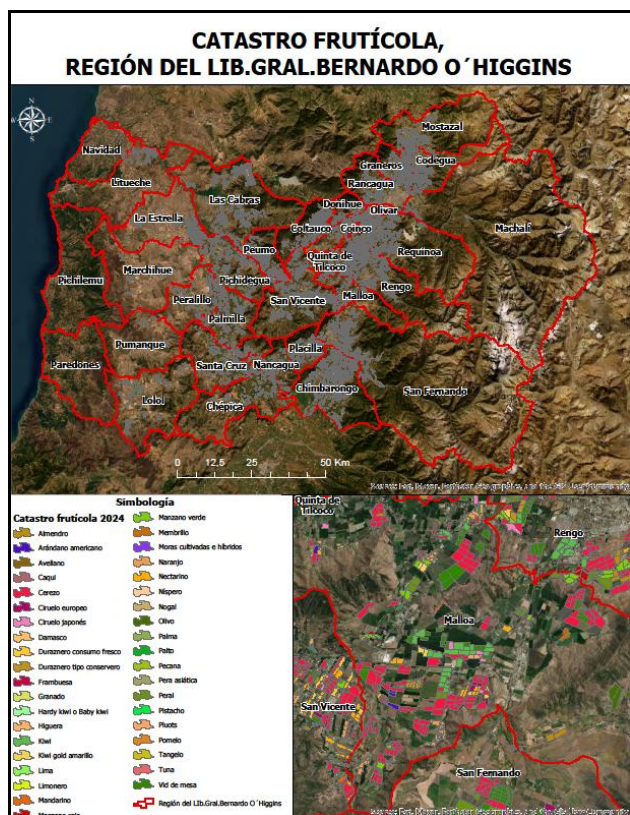 CATASTRO FRUTÍCOLA,
REGIÓN DEL LIB.GRAL.BERNARDO O´HIGGINS
N
E
S
Mostazal
Navidad
Graneros
Codegua
Litueche
Rancagua
Las Cabras
Donihue
Olivar
La Estrella
Machalí
Coltauco
Coinco
Peumo
Requinoa
Quinta de
Tilcoco
Marchihue
Pichilemu
Pichidegua
Rengo
Peralillo
San Vicente
Malloa
Palmilla
Pumanque
Placilla
Paredones
Santa Cruz
Nancagua
Chimbarongo
San Fernando
Lolol
Chépica
0 12,5 25 50 Km
Simbología
Catastro frutícola 2024
Almendro
Arándano americano
Avellano
Caqui
Cerezo
Ciruelo europeo
Ciruelo japonés
Damasco
Duraznero consumo fresco
Duraznero tipo conservero
Frambuesa
Granado
Hardy kiwi o Baby kiwi
Higuera
Kiwi
Kiwi gold amarillo
Lima
Limonero
Mandarino
Manzano verde
Membrillo
Moras cultivadas e híbridos
Naranjo
Nectarino
Níspero
Nogal
Olivo
Palma
Palto
Pecana
Pera asiática
Peral
Pistacho
Pluots
Pomelo
Tangelo
Tuna
Vid de mesa
Región del Lib.Gral.Bernardo O´Higgins
Quinta de
Tilcoco
Rengo
Malloa
San Vicente
San Fernando